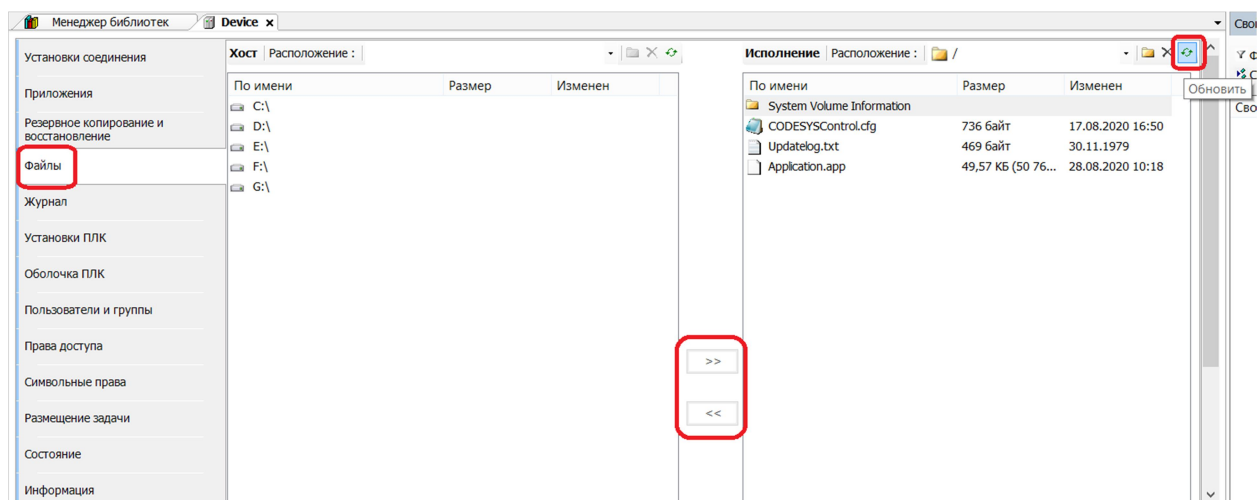 Менеджер библиотек Device x Сво
Установки соединения
Приложения
Резервное копирование и
восстановление
Файлы
Журнал
Установки ПЛК
Оболочка ПЛК
Пользователи и группы
Права доступа
Символьные права
Размещение задачи
Состояние
Информация
Хост Расположение :
По имени Размер Изменен
C:\
D:\
E:\
F:\
G:\
>>
<<
Исполнение Расположение : /
Обновить
По имени Размер Изменен
System Volume Information
CODESYSControl.cfg 736 байт 17.08.2020 16:50
Updatelog.txt 469 байт 30.11.1979
Application.app 49,57 КБ (50 76... 28.08.2020 10:18
Ф
С
Сво